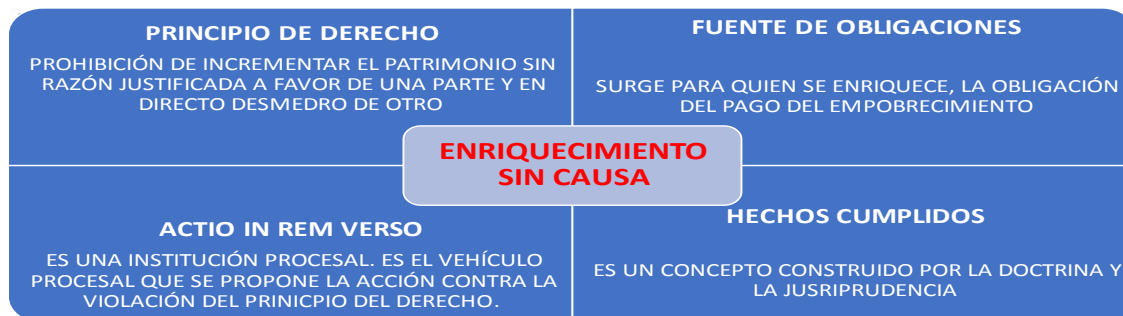 PRINCIPIO DE DERECHO
PROHIBICIÓN DE INCREMENTAR EL PATRIMONIO SIN
RAZÓN JUSTIFICADA A FAVOR DE UNA PARTE Y EN
DIRECTO DESMEDRO DE OTRO
FUENTE DE OBLIGACIONES
SURGE PARA QUIEN SE ENRIQUECE, LA OBLIGACIÓN
DEL PAGO DEL EMPOBRECIMIENTO
ENRIQUECIMIENTO
SIN CAUSA
ACTIO IN REM VERSO
ES UNA INSTITUCIÓN PROCESAL. ES EL VEHÍCULO
PROCESAL QUE SE PROPONE LA ACCIÓN CONTRA LA
VIOLACIÓN DEL PRINICPIO DEL DERECHO.
HECHOS CUMPLIDOS
ES UN CONCEPTO CONSTRUIDO POR LA DOCTRINA Y
LA JUSRIPRUDENCIA